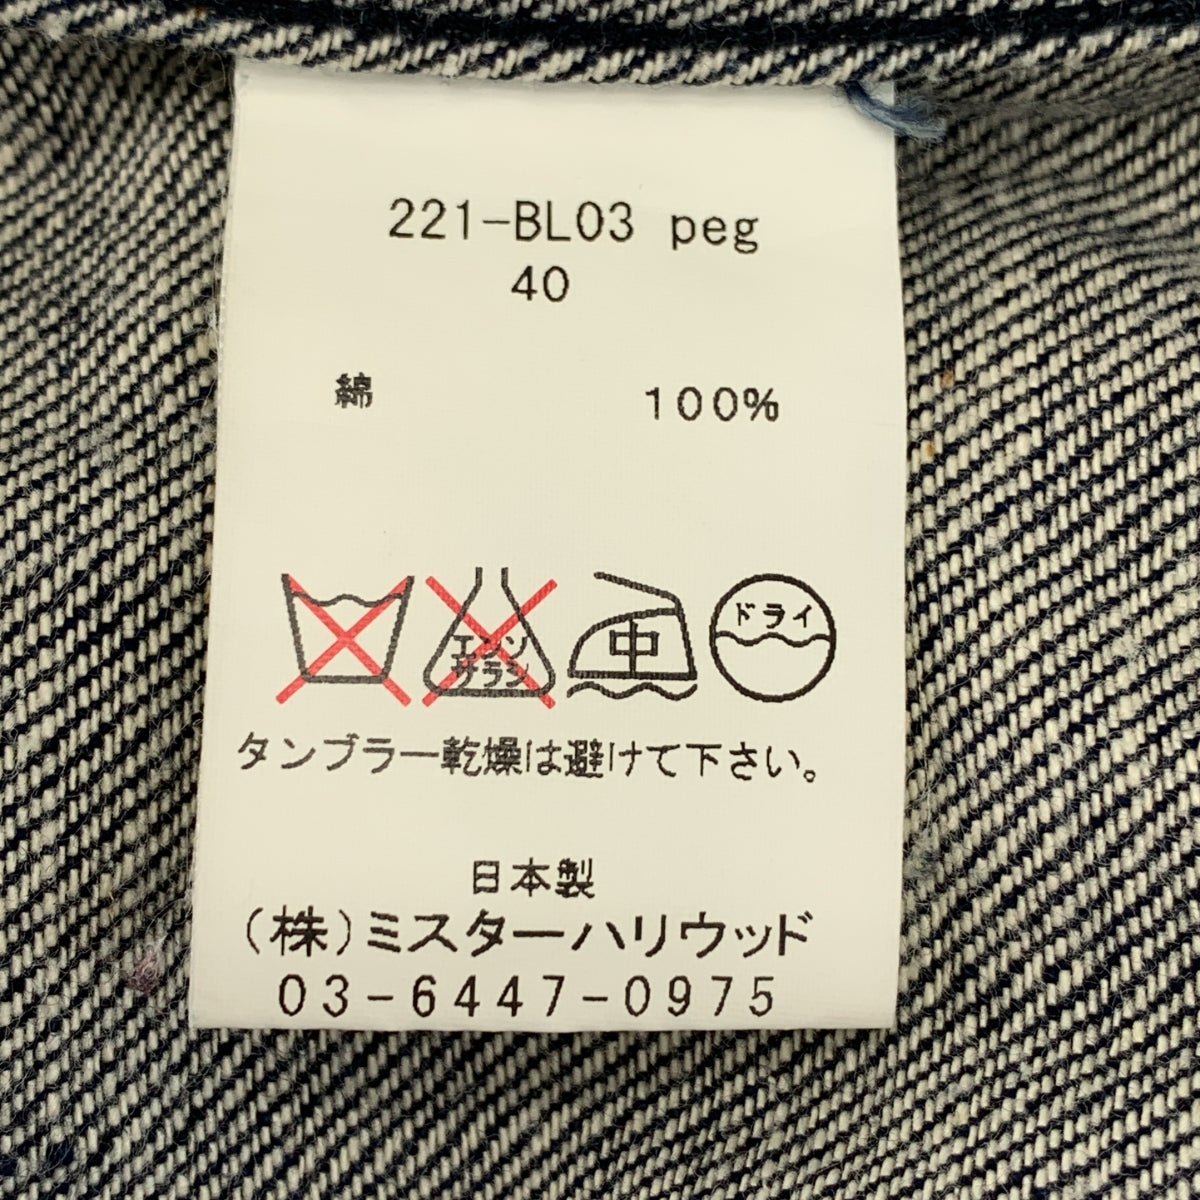 221-BL03 peg
40
綿 100%
エンソ サラシ 中 ドライ
タンブラー乾燥は避けて下さい。
日本製
(株)ミスターハリウッド
03-6447-0975